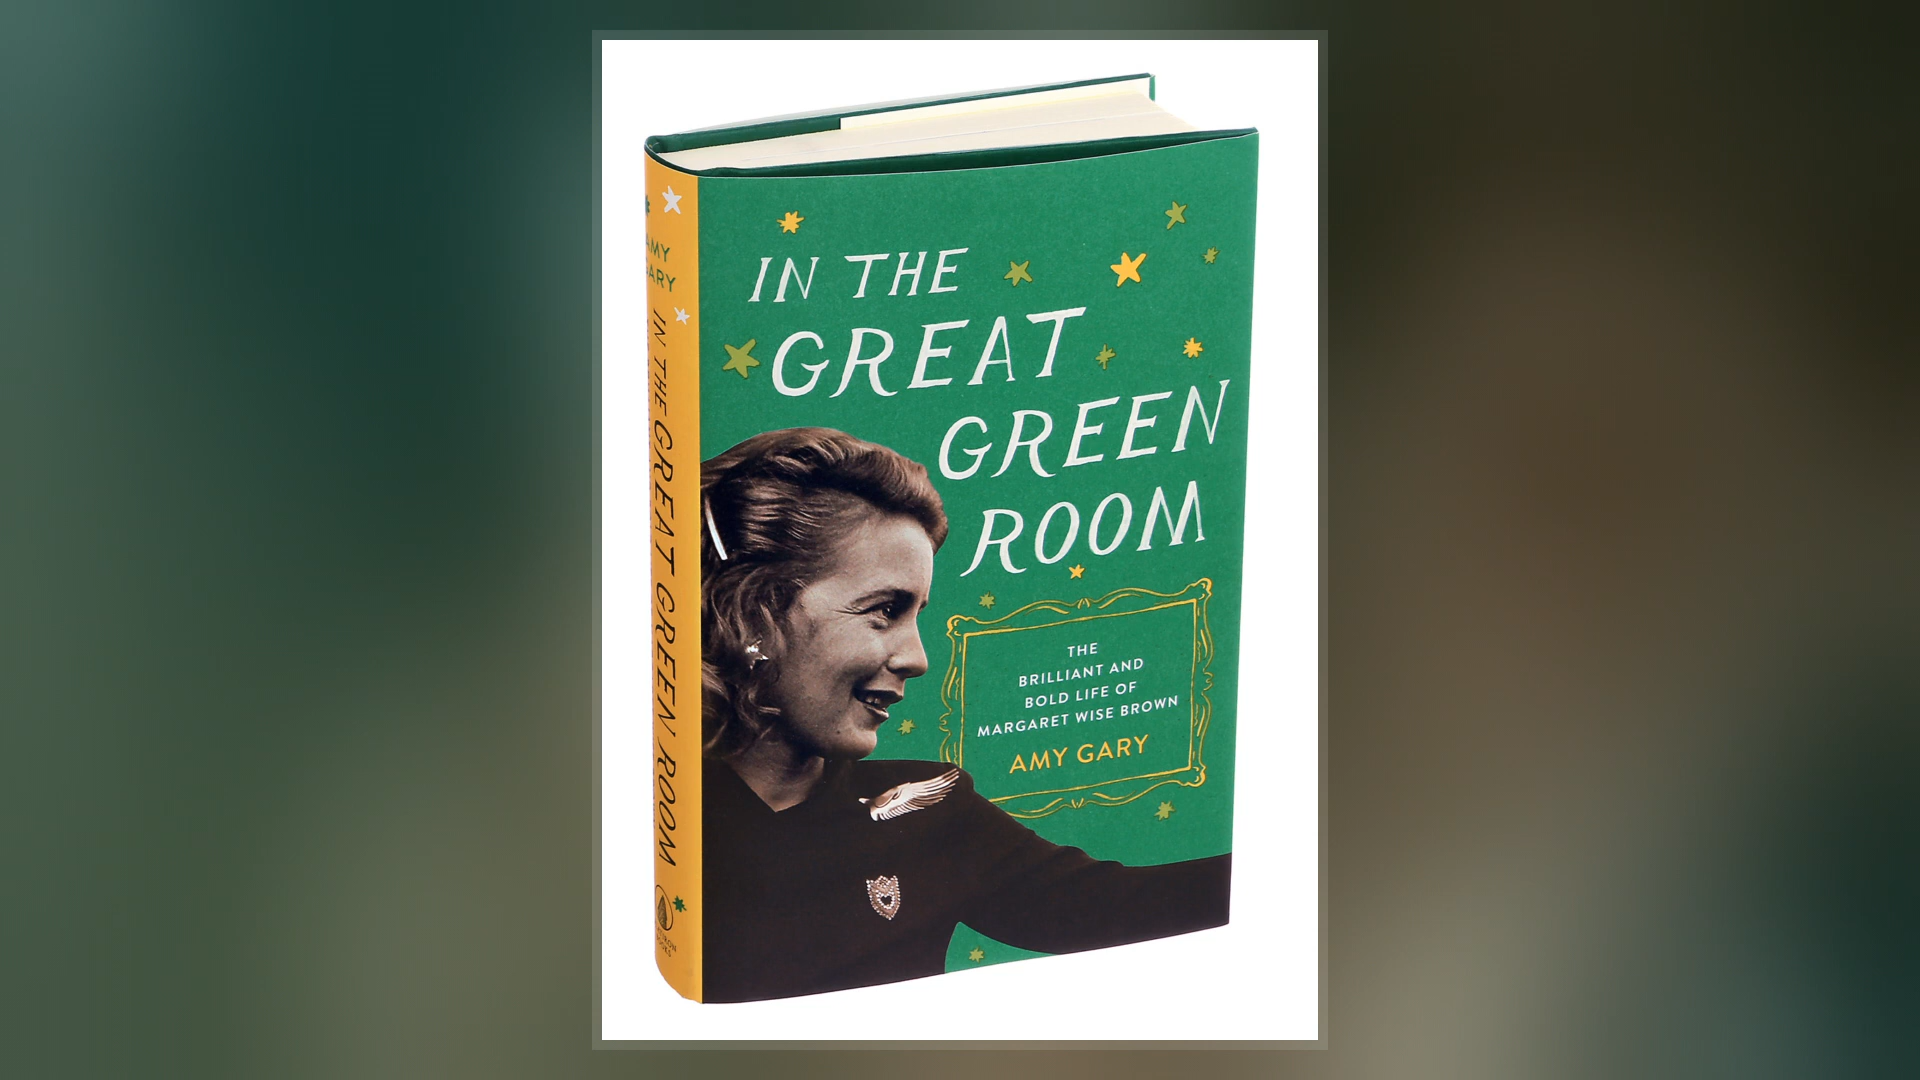 IN THE
GREAT
GREEN
ROOM
THE
BRILLIANT AND
BOLD LIFE OF
MARGARET WISE BROWN
AMY GARY
AMY
GARY
IN THE GREAT GREEN ROOM